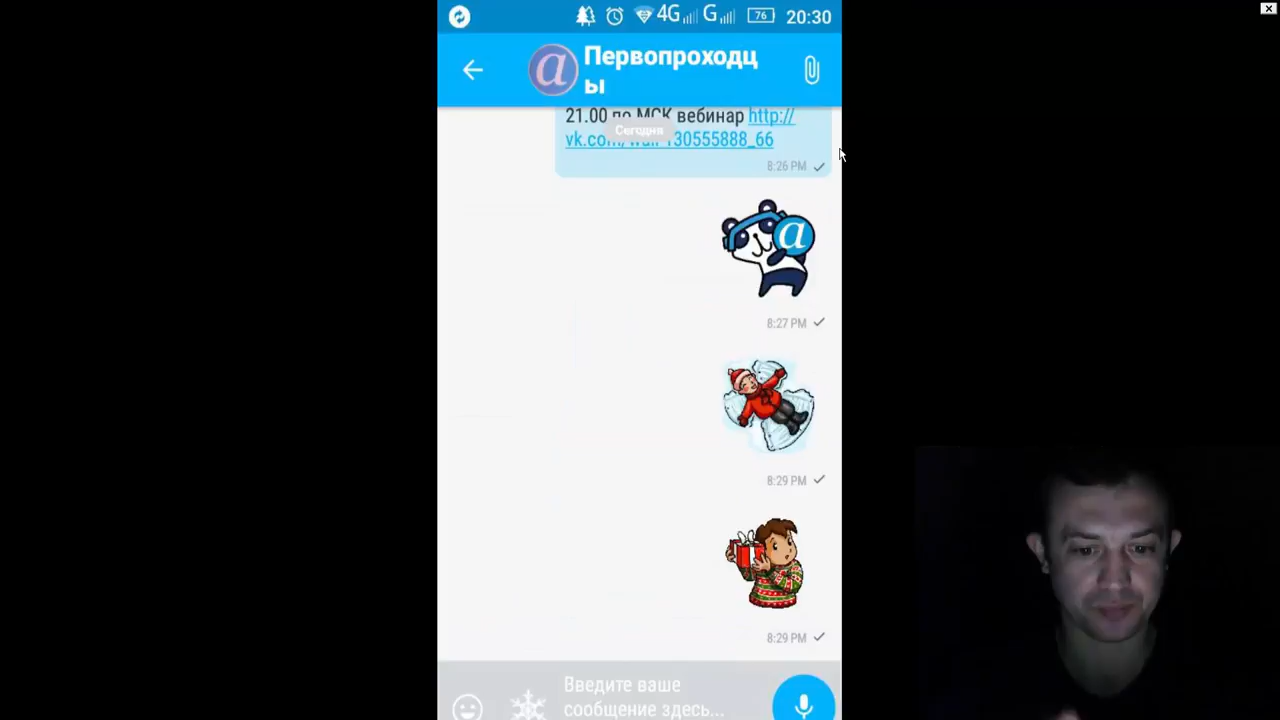 4G G 76 20:30
a
Первопроходц
ы
21.00 по МСК вебинар http://
Сегодня
vk.com/wall-130555888_66
8:26 PM
a
8:27 PM
8:29 PM
8:29 PM
Введите ваше
сообщение здесь...